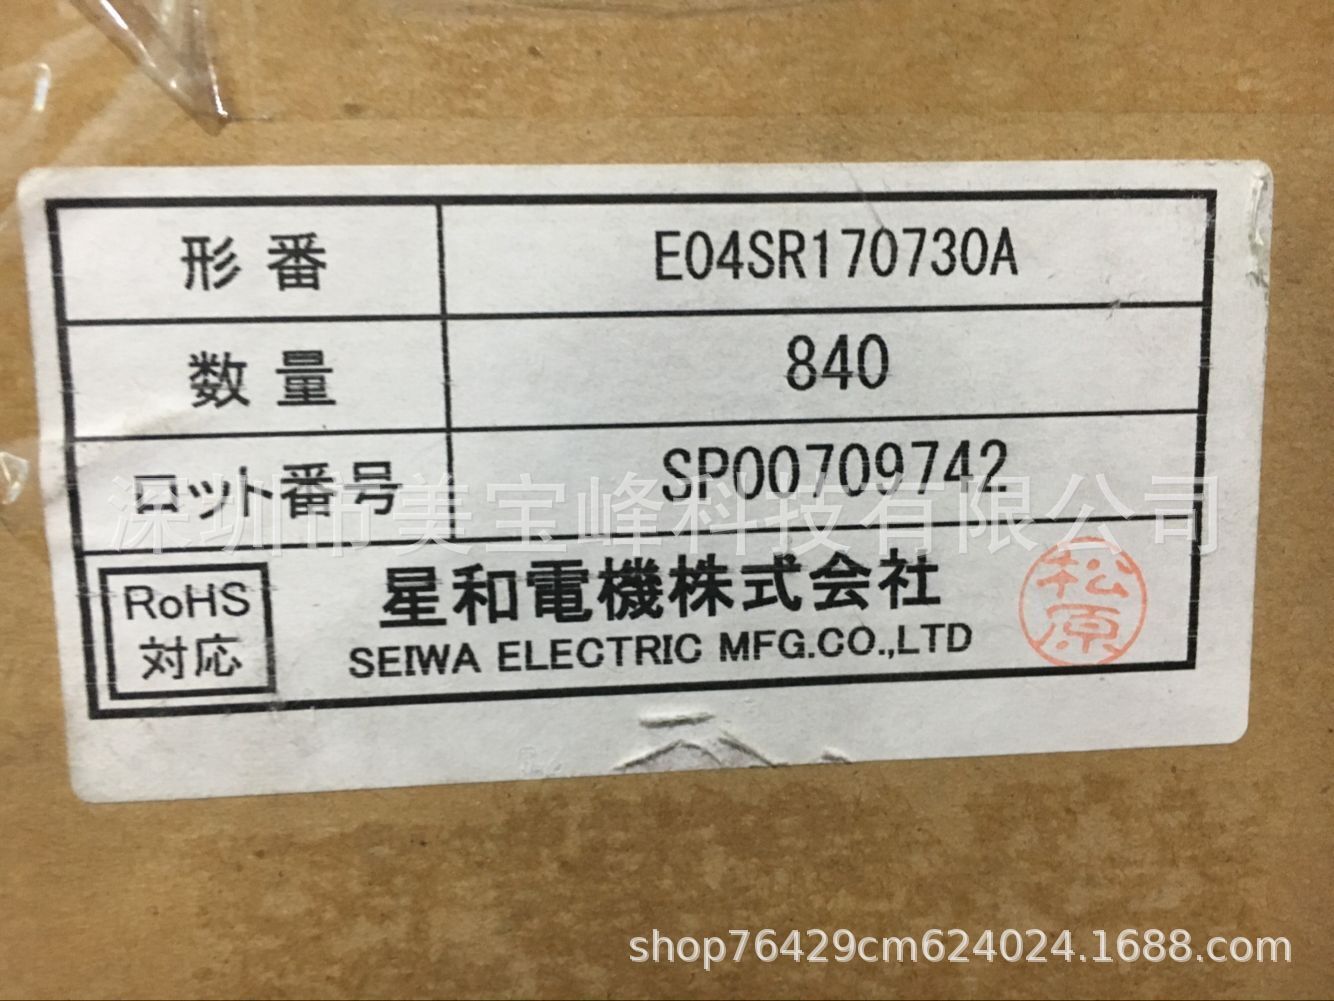 形番 E04SR170730A
数量 840
ロット番号 SP00709742
深圳市美宝峰科技有限公司
RoHS
対応
星和電機株式会社
SEIWA ELECTRIC MFG.CO.,LTD
松原
shop76429cm624024.1688.com